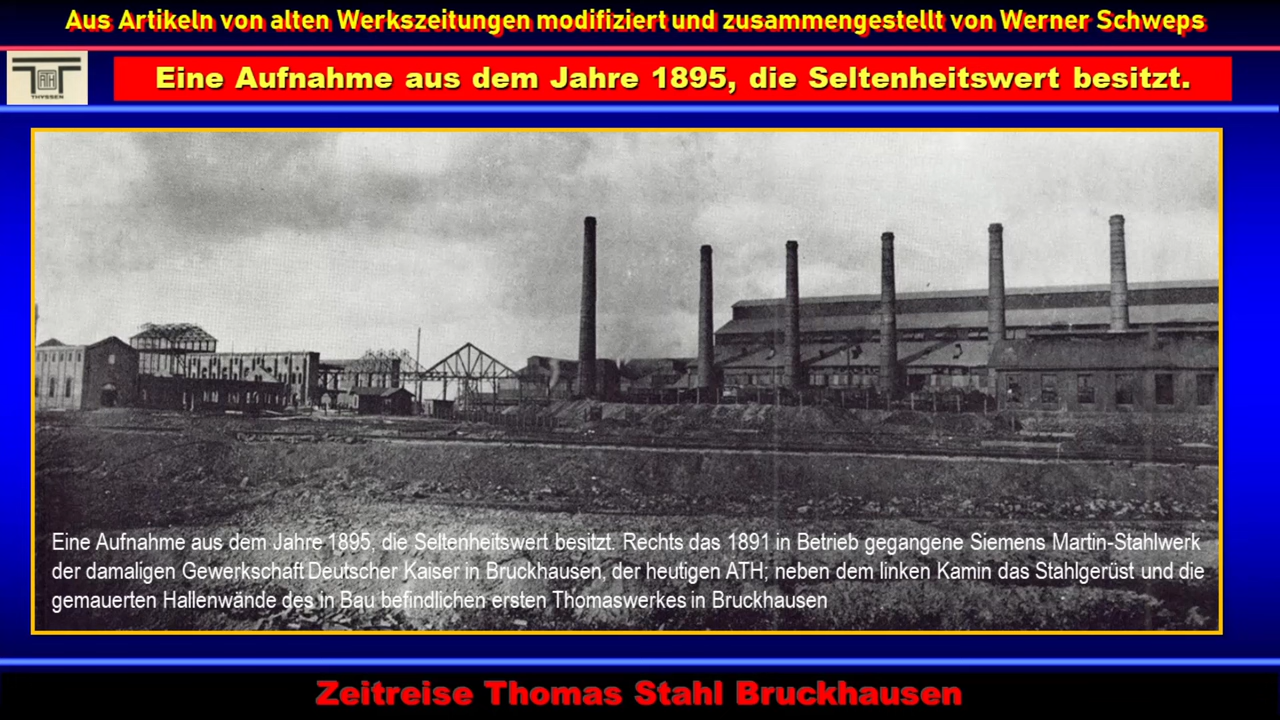 Aus Artikeln von alten Werkszeitungen modifiziert und zusammengestellt von Werner Schweps
ATH
THYSSEN
Eine Aufnahme aus dem Jahre 1895, die Seltenheitswert besitzt.
Eine Aufnahme aus dem Jahre 1895, die Seltenheitswert besitzt. Rechts das 1891 in Betrieb gegangene Siemens Martin-Stahlwerk
der damaligen Gewerkschaft Deutscher Kaiser in Bruckhausen, der heutigen ATH; neben dem linken Kamin das Stahlgerüst und die
gemauerten Hallenwände des in Bau befindlichen ersten Thomaswerkes in Bruckhausen
Zeitreise Thomas Stahl Bruckhausen